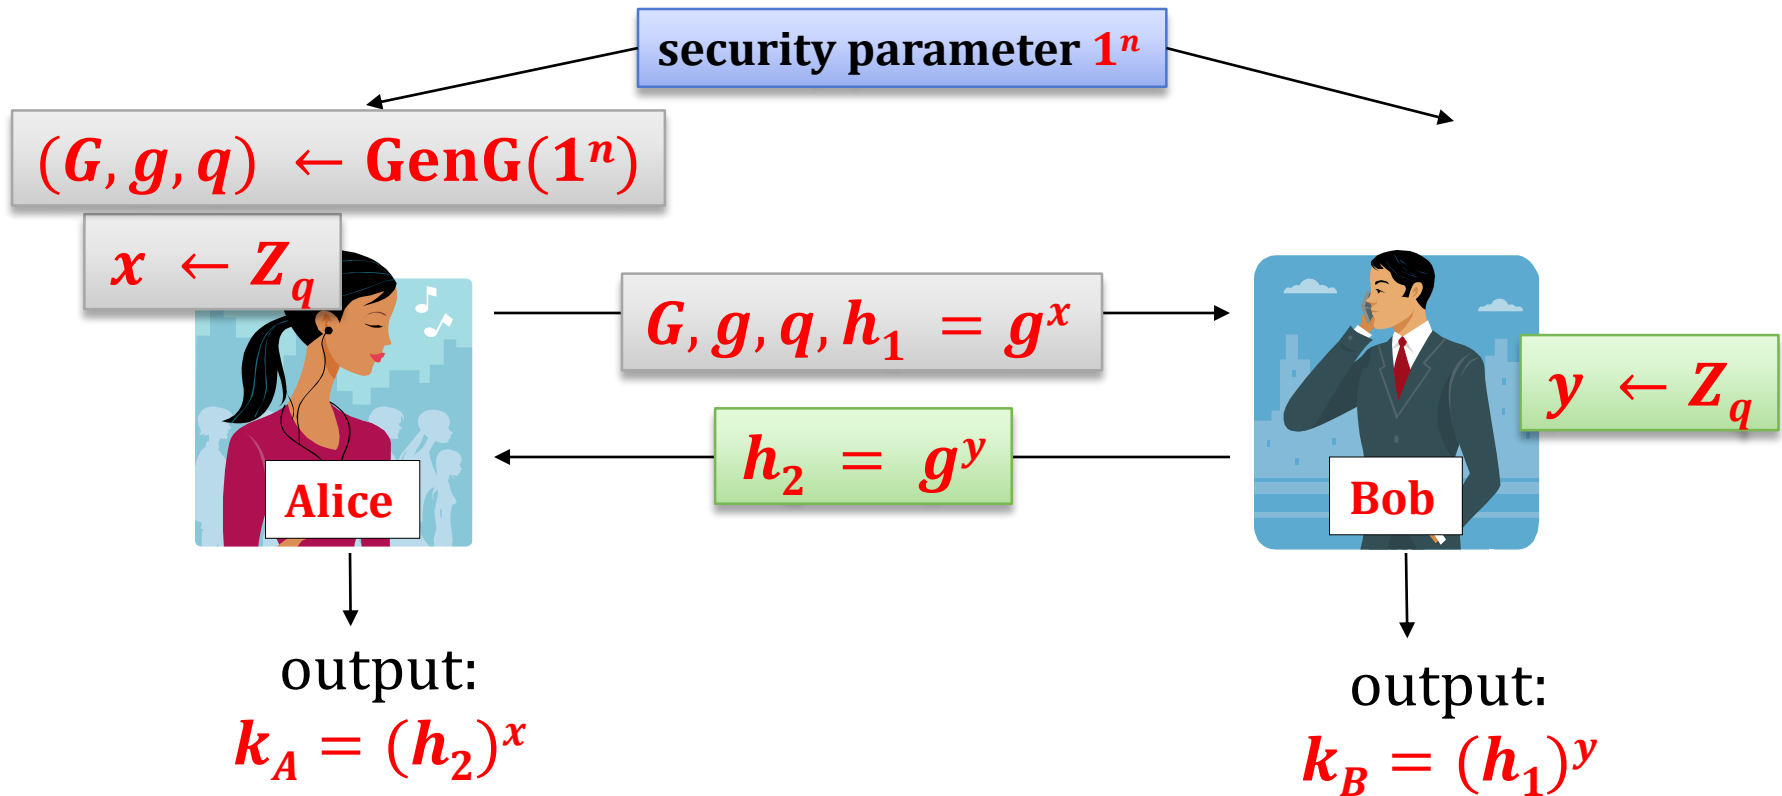 security parameter 1ⁿ
(G, g, q) ← GenG(1ⁿ)
x ← Z_q
G, g, q, h₁ = gˣ
y ← Z_q
h₂ = gʸ
Alice
Bob
output:
k_A = (h₂)ˣ
output:
k_B = (h₁)ʸ